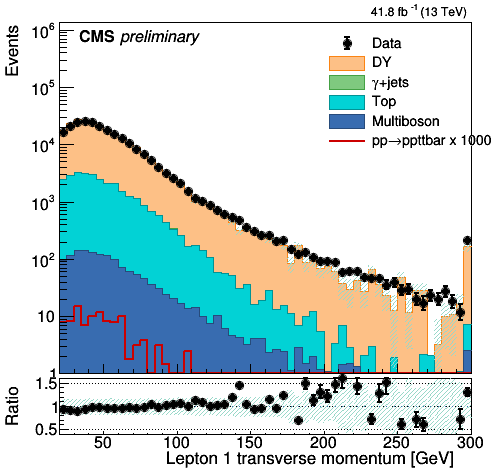 41.8 fb⁻¹ (13 TeV)
CMS preliminary
Events
10⁶
10⁵
10⁴
10³
10²
10
1
Data
DY
γ+jets
Top
Multiboson
pp→ppttbar x 1000
Ratio
1.5
1
0.5
50 100 150 200 250 300
Lepton 1 transverse momentum [GeV]